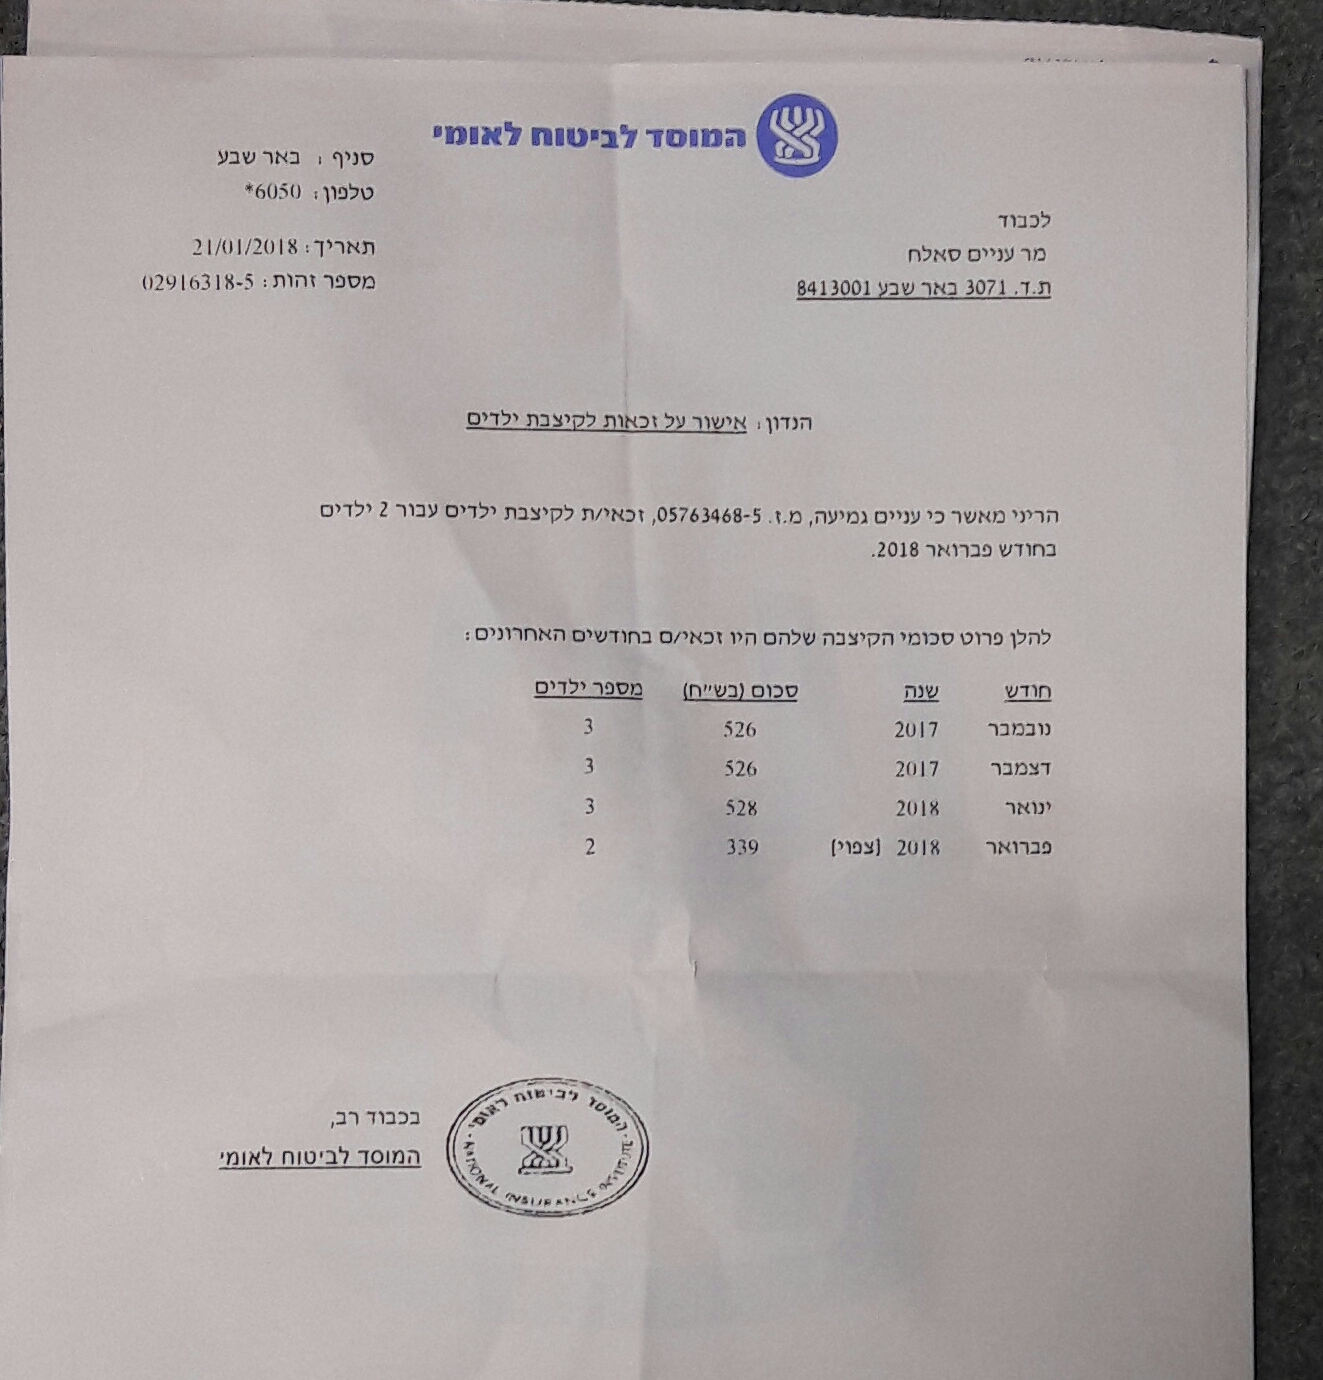 המוסד לביטוח לאומי
סניף : באר שבע
טלפון: 6050*
תאריך: 21/01/2018
מספר זהות: 02916318-5
לכבוד
מר עניים סאלח
ת.ד. 3071 באר שבע 8413001
הנדון: אישור על זכאות לקיצבת ילדים
הריני מאשר כי עניים גמיעה, מ.ז. 05763468-5, זכאי/ת לקיצבת ילדים עבור 2 ילדים
בחודש פברואר 2018.
להלן פרוט סכומי הקיצבה שלהם היו זכאי/ם בחודשים האחרונים:
חודש שנה סכום (בש״ח) מספר ילדים
נובמבר 2017 526 3
דצמבר 2017 526 3
ינואר 2018 528 3
פברואר 2018 (צפוי) 339 2
בכבוד רב,
המוסד לביטוח לאומי
המוסד לביטוח לאומי
NATIONAL INSURANCE INSTITUTE